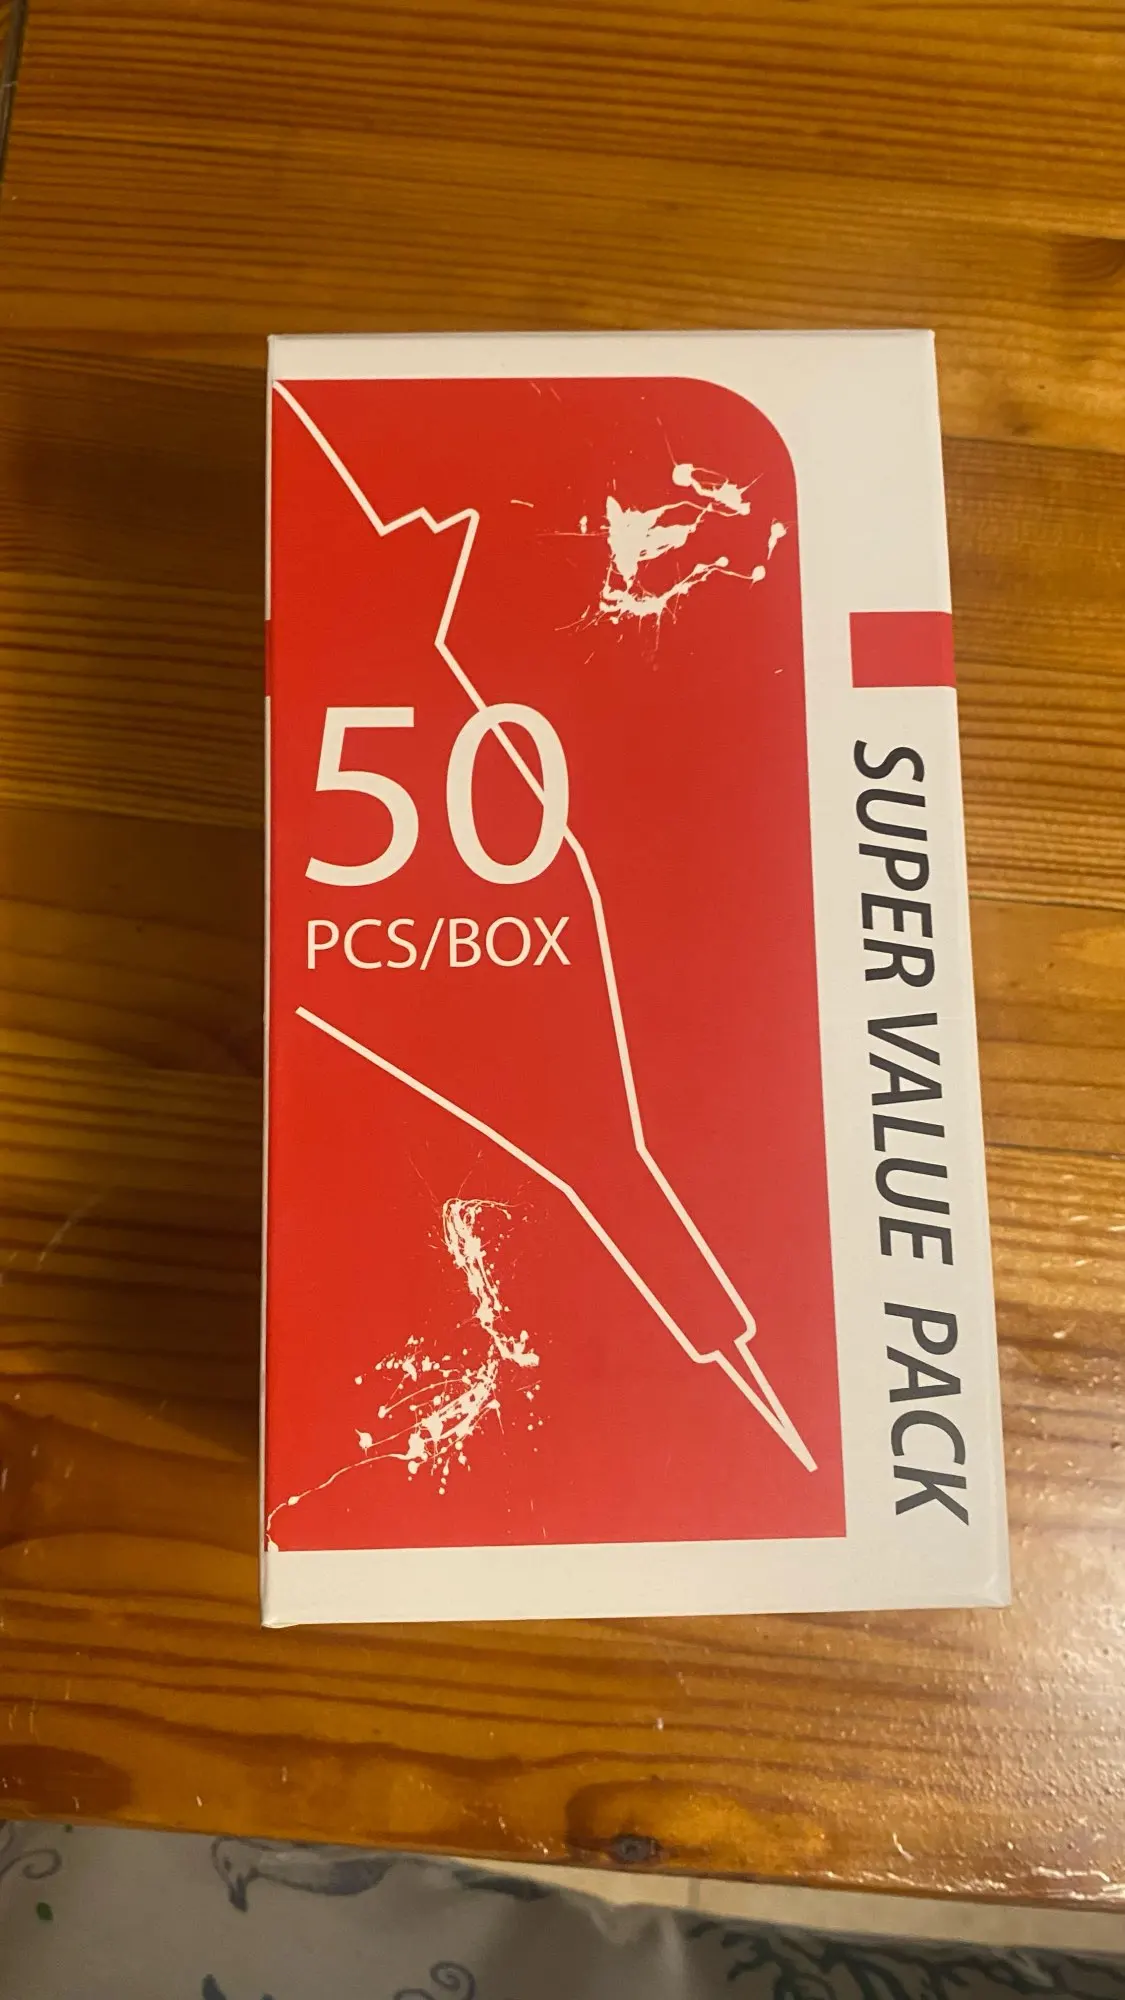 50
PCS/BOX
SUPER VALUE PACK